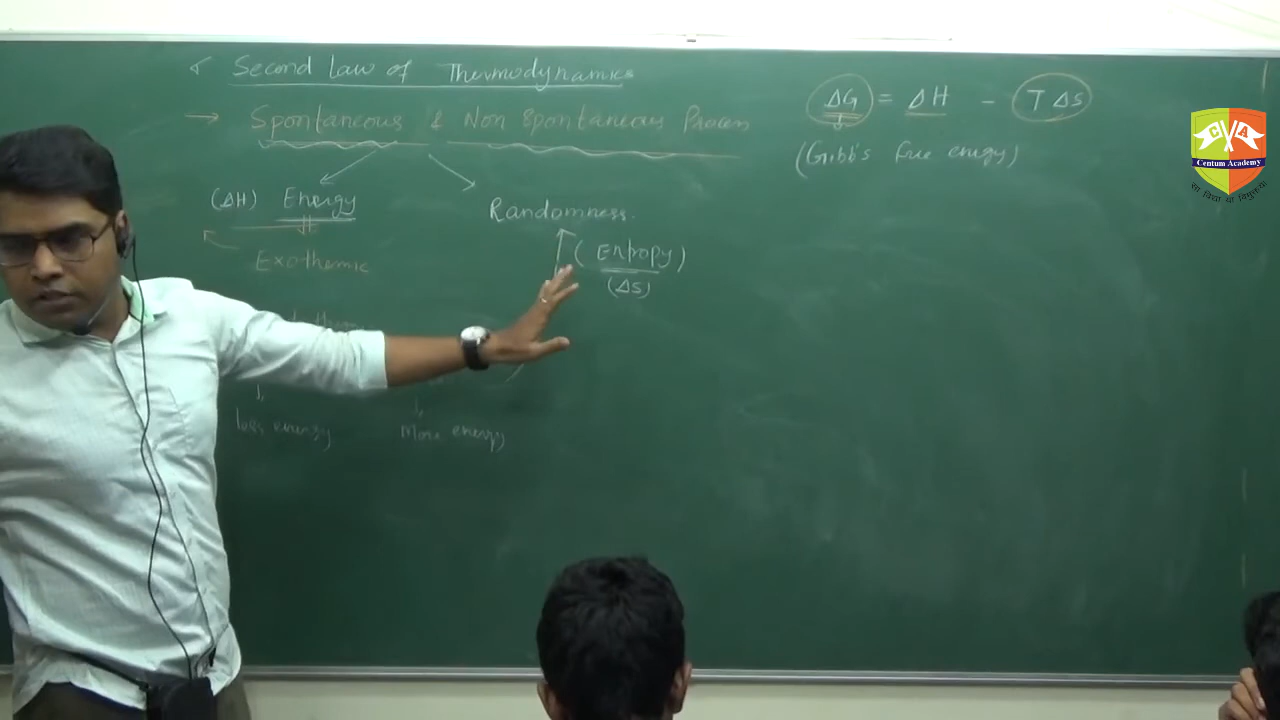 Second Law of Thermodynamics
→ Spontaneous & Non Spontaneous Process
(ΔH) Energy
Randomness.
Exothermic
↑ (Entropy)
(ΔS)
less energy
More energy
ΔG = ΔH - TΔS
(Gibb's free energy)
C A
Centum Academy